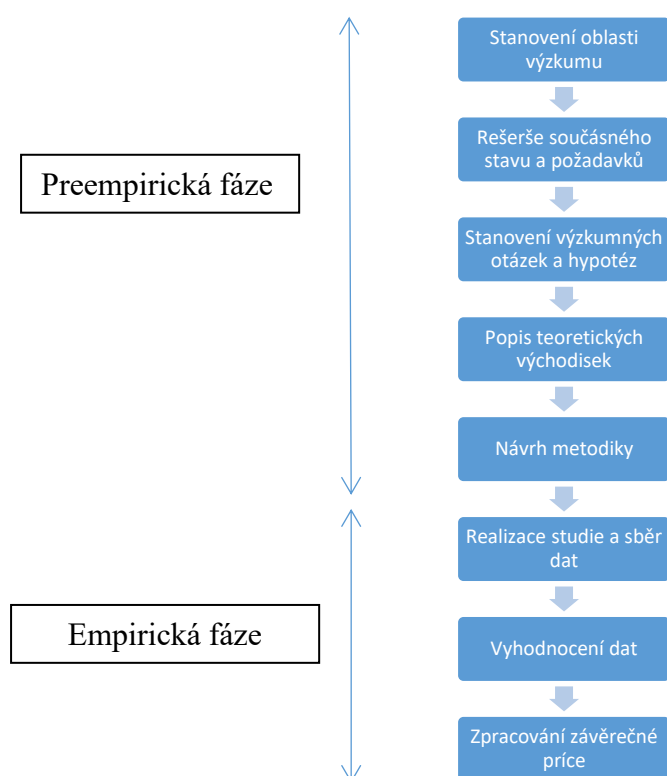 Stanovení oblasti
výzkumu
Rešerše současného
stavu a požadavků
Preempirická fáze
Stanovení výzkumných
otázek a hypotéz
Popis teoretických
východisek
Návrh metodiky
Realizace studie a sběr
dat
Empirická fáze
Vyhodnocení dat
Zpracování závěrečné
príce